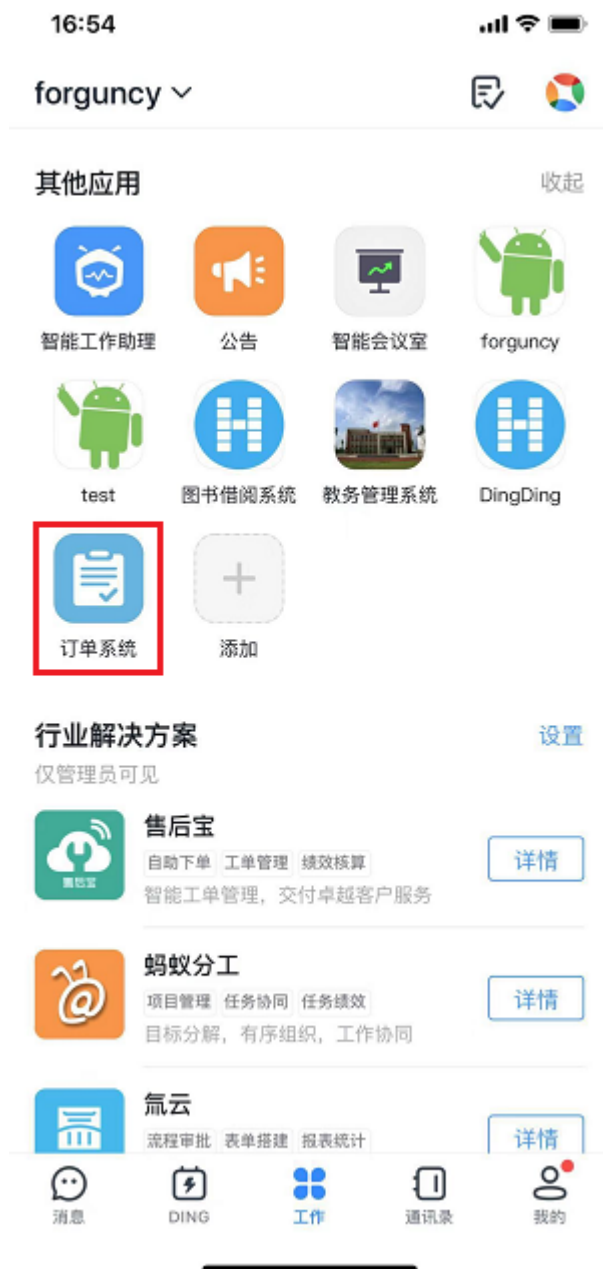 16:54
forguncy
其他应用 收起
智能工作助理 公告 智能会议室 forguncy
test 图书借阅系统 教务管理系统 DingDing
订单系统 添加
行业解决方案 设置
仅管理员可见
售后宝
自助下单 工单管理 绩效核算 详情
售后宝
智能工单管理，交付卓越客户服务
蚂蚁分工
项目管理 任务协同 任务绩效 详情
目标分解，有序组织，工作协同
氚云
流程审批 表单搭建 报表统计 详情
消息 DING 工作 通讯录 我的